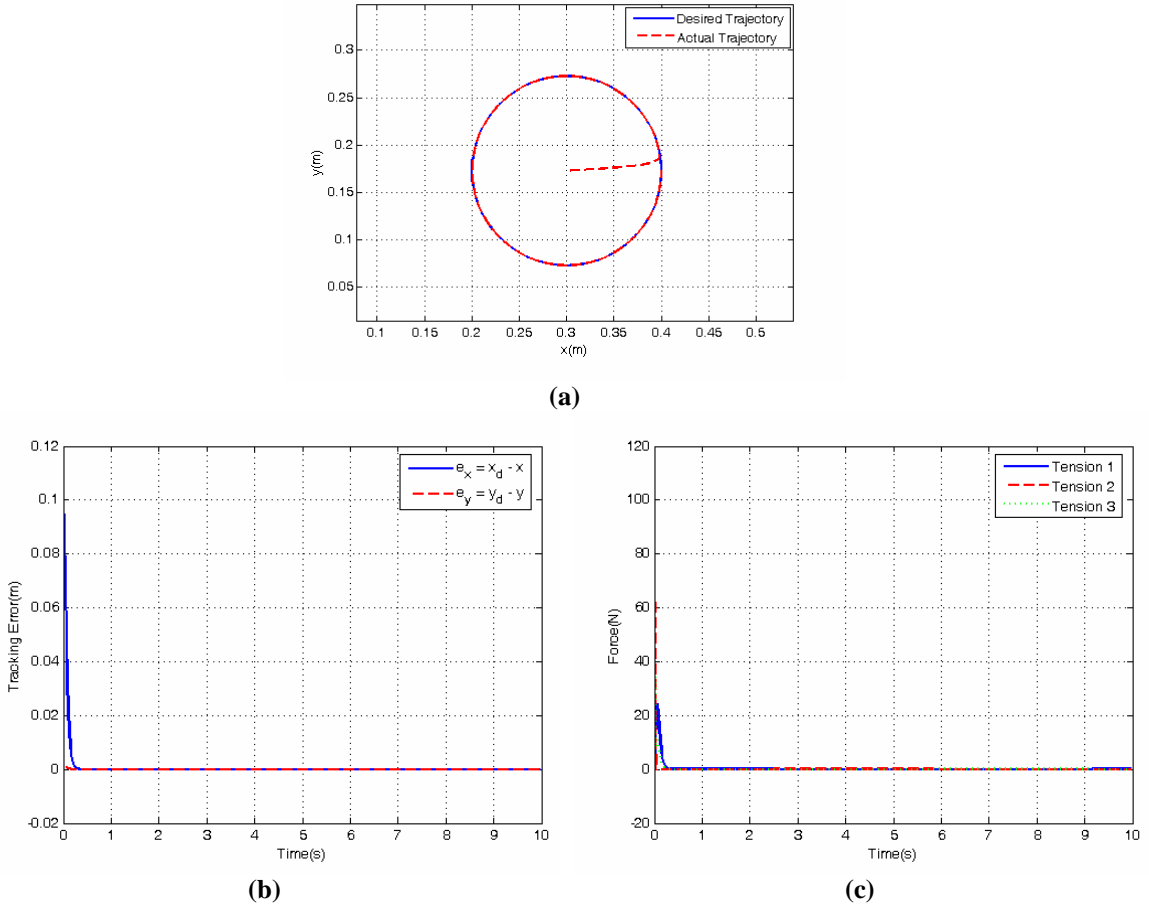 Desired Trajectory
Actual Trajectory
0.3
0.25
0.2
0.15
0.1
0.05
y(m)
0.1 0.15 0.2 0.25 0.3 0.35 0.4 0.45 0.5
x(m)
(a)
0.12
0.1
0.08
0.06
0.04
0.02
0
-0.02
Tracking Error(m)
e_x = x_d - x
e_y = y_d - y
0 1 2 3 4 5 6 7 8 9 10
Time(s)
(b)
120
100
80
60
40
20
0
-20
Force(N)
Tension 1
Tension 2
Tension 3
0 1 2 3 4 5 6 7 8 9 10
Time(s)
(c)